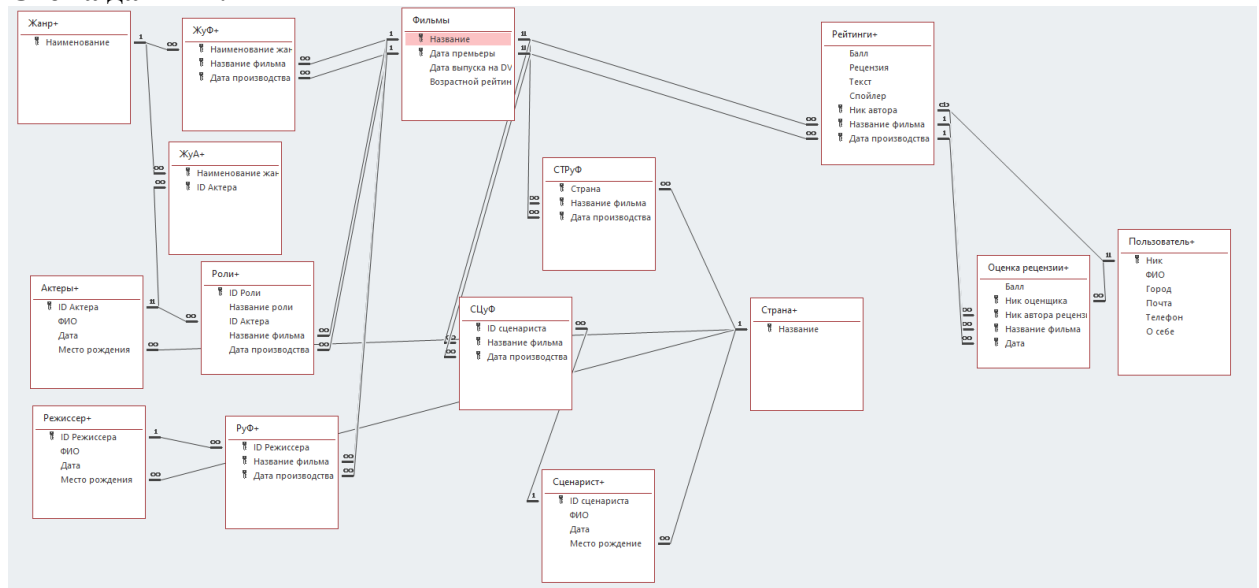 Жанр+
Наименование
ЖуФ+
Наименование жан
Название фильма
Дата производства
Фильмы
Название
Дата премьеры
Дата выпуска на DV
Возрастной рейтин
Рейтинги+
Балл
Рецензия
Текст
Спойлер
Ник автора
Название фильма
Дата производства
ЖуА+
Наименование жан
ID Актера
СТРуФ
Страна
Название фильма
Дата производства
Пользователь+
Ник
ФИО
Город
Почта
Телефон
О себе
Оценка рецензии+
Балл
Ник оценщика
Ник автора реценз
Название фильма
Дата
Актеры+
ID Актера
ФИО
Дата
Место рождения
Роли+
ID Роли
Название роли
ID Актера
Название фильма
Дата производства
СЦуФ
ID сценариста
Название фильма
Дата производства
Страна+
Название
Режиссер+
ID Режиссера
ФИО
Дата
Место рождения
РуФ+
ID Режиссера
Название фильма
Дата производства
Сценарист+
ID сценариста
ФИО
Дата
Место рождение